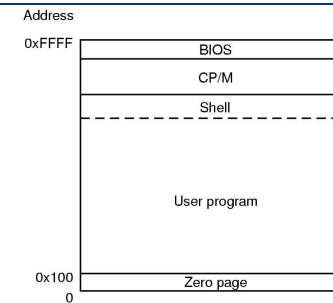 Address
0xFFFF
BIOS
CP/M
Shell
User program
0x100
Zero page
0